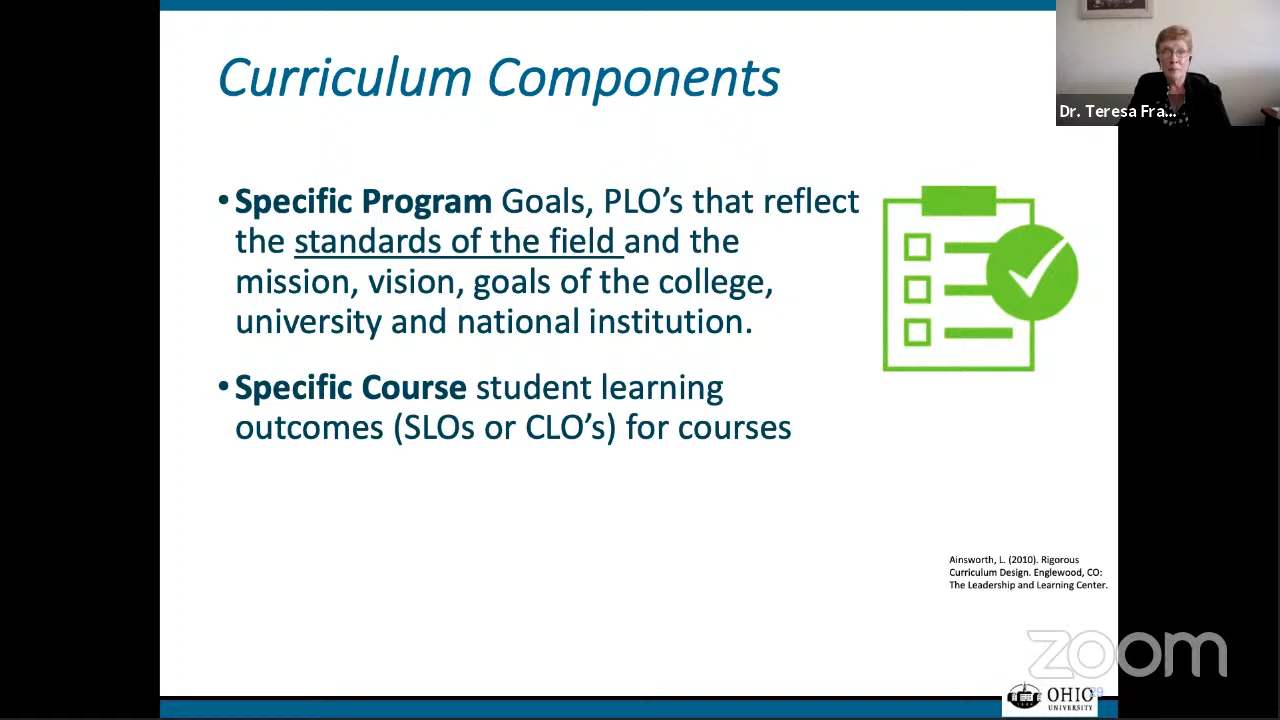 Curriculum Components
Dr. Teresa Fra...
• Specific Program Goals, PLO’s that reflect
the standards of the field and the
mission, vision, goals of the college,
university and national institution.
• Specific Course student learning
outcomes (SLOs or CLO’s) for courses
Ainsworth, L. (2010). Rigorous
Curriculum Design. Englewood, CO:
The Leadership and Learning Center.
zoom
29
OHIO
UNIVERSITY